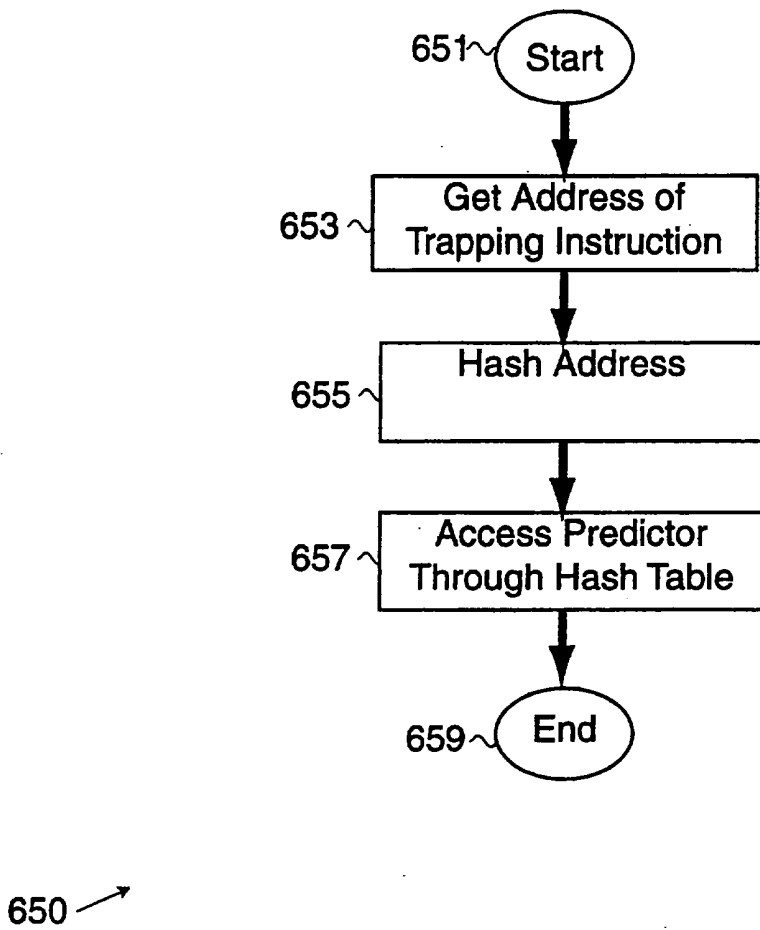 651
Start
653
Get Address of
Trapping Instruction
655
Hash Address
657
Access Predictor
Through Hash Table
659
End
650